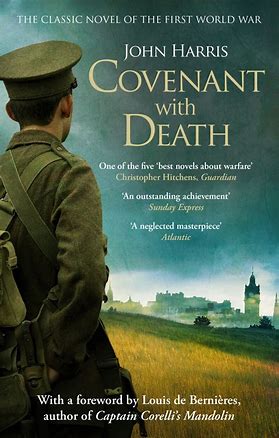 THE CLASSIC NOVEL OF THE FIRST WORLD WAR
JOHN HARRIS
COVENANT
with
DEATH
One of the five ‘best novels about warfare’
Christopher Hitchens, Guardian
‘An outstanding achievement’
Sunday Express
‘A neglected masterpiece’
Atlantic
With a foreword by Louis de Bernières,
author of Captain Corelli’s Mandolin